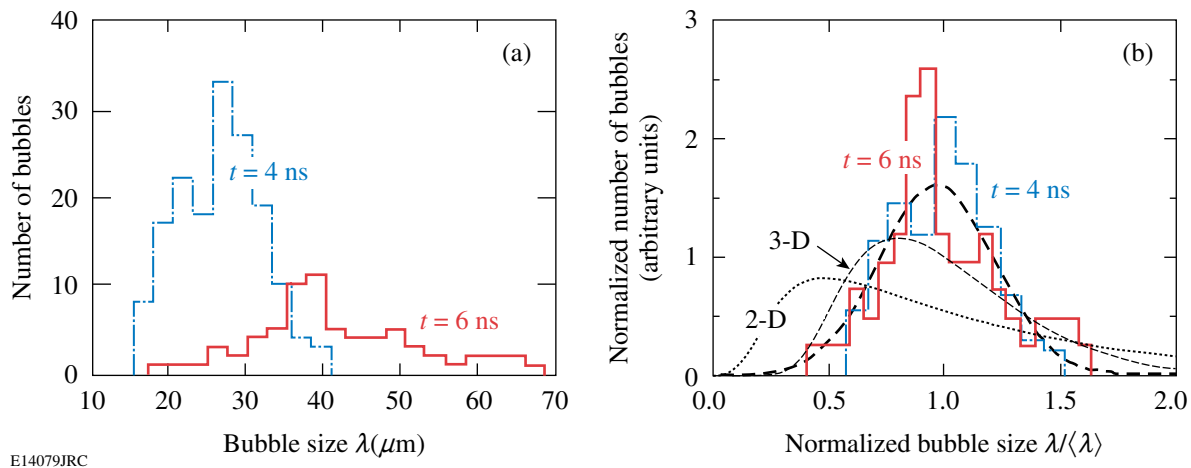 40
30
20
10
0
Number of bubbles
(a)
t = 4 ns
t = 6 ns
10 20 30 40 50 60 70
Bubble size λ(μm)
3
2
1
0
Normalized number of bubbles
(arbitrary units)
(b)
t = 6 ns
t = 4 ns
3-D
2-D
0.0 0.5 1.0 1.5 2.0
Normalized bubble size λ/⟨λ⟩
E14079JRC